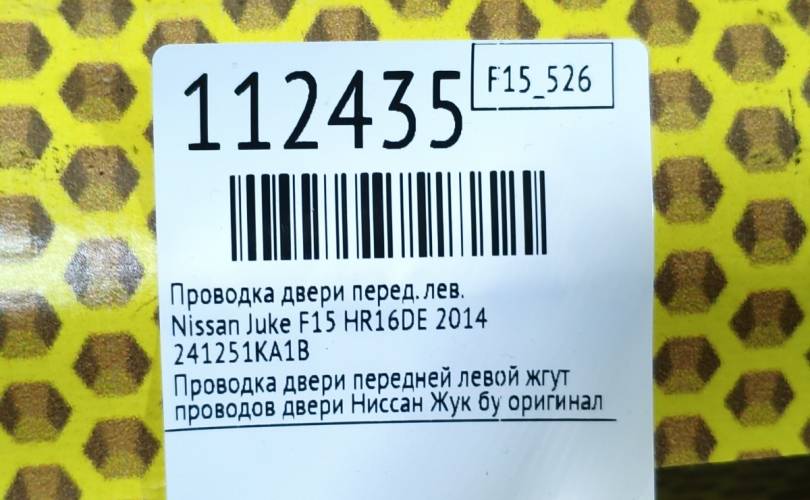 112435
F15_526
Проводка двери перед. лев.
Nissan Juke F15 HR16DE 2014
241251KA1B
Проводка двери передней левой жгут
проводов двери Ниссан Жук бу оригинал